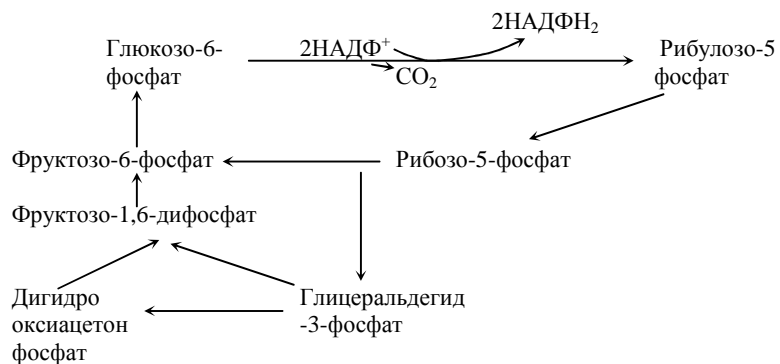 2НАДФН₂
Глюкозо-6-
фосфат
2НАДФ⁺
CO₂
Рибулозо-5
фосфат
Фруктозо-6-фосфат
Рибозо-5-фосфат
Фруктозо-1,6-дифосфат
Дигидро
оксиацетон
фосфат
Глицеральдегид
-3-фосфат